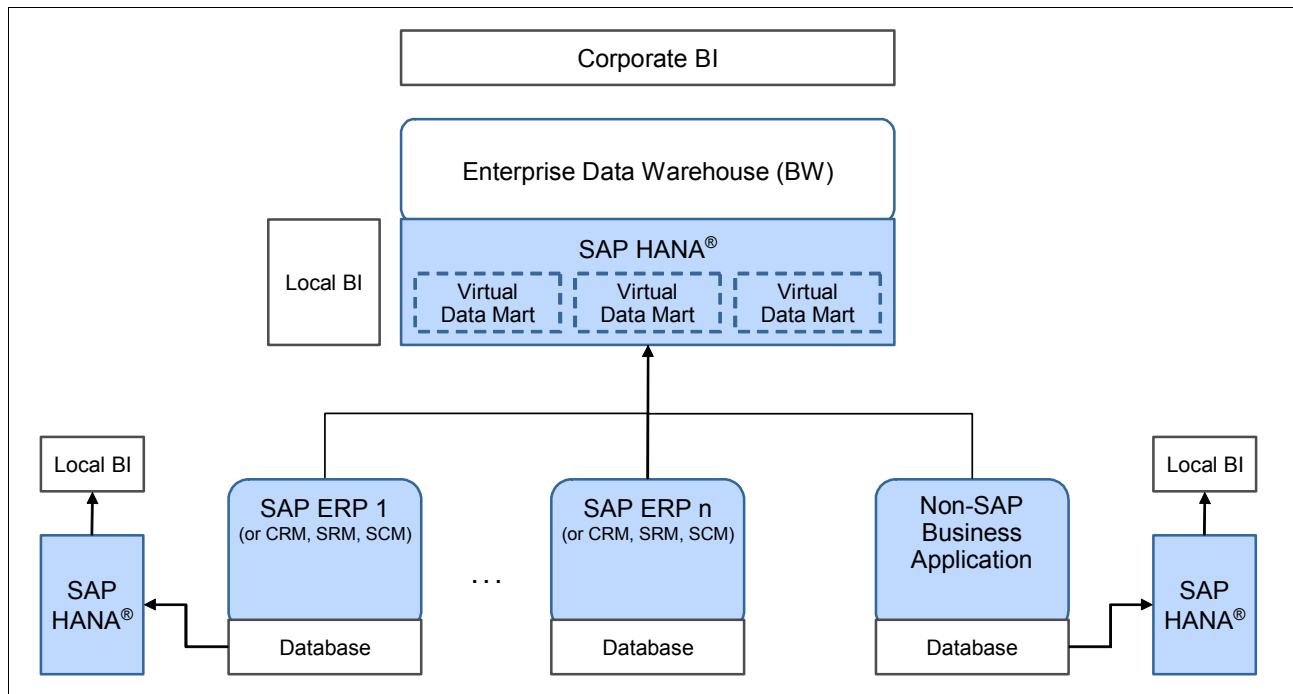 Corporate BI
Enterprise Data Warehouse (BW)
Local BI
SAP HANA®
Virtual
Data Mart
Virtual
Data Mart
Virtual
Data Mart
Local BI
SAP
HANA®
SAP ERP 1
(or CRM, SRM, SCM)
Database
...
SAP ERP n
(or CRM, SRM, SCM)
Database
Non-SAP
Business
Application
Database
Local BI
SAP
HANA®